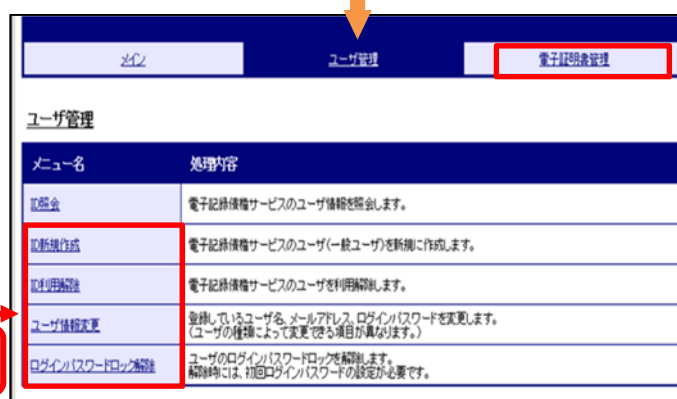 メイン
ユーザ管理
電子証明書管理
ユーザ管理
メニュー名
処理内容
ID照会
電子記録債権サービスのユーザ情報を照会します。
ID新規作成
電子記録債権サービスのユーザ(一般ユーザ)を新規に作成します。
ID利用解除
電子記録債権サービスのユーザを利用解除します。
ユーザ情報変更
登録しているユーザ名、メールアドレス、ログインパスワードを変更します。
(ユーザの種類によって変更できる項目が異なります。)
ログインパスワードロック解除
ユーザのログインパスワードロックを解除します。
解除時には、初回ログインパスワードの設定が必要です。